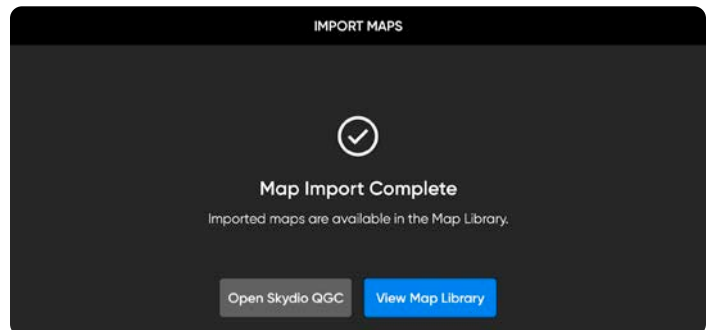 IMPORT MAPS
Map Import Complete
Imported maps are available in the Map Library.
Open Skydio QGC
View Map Library